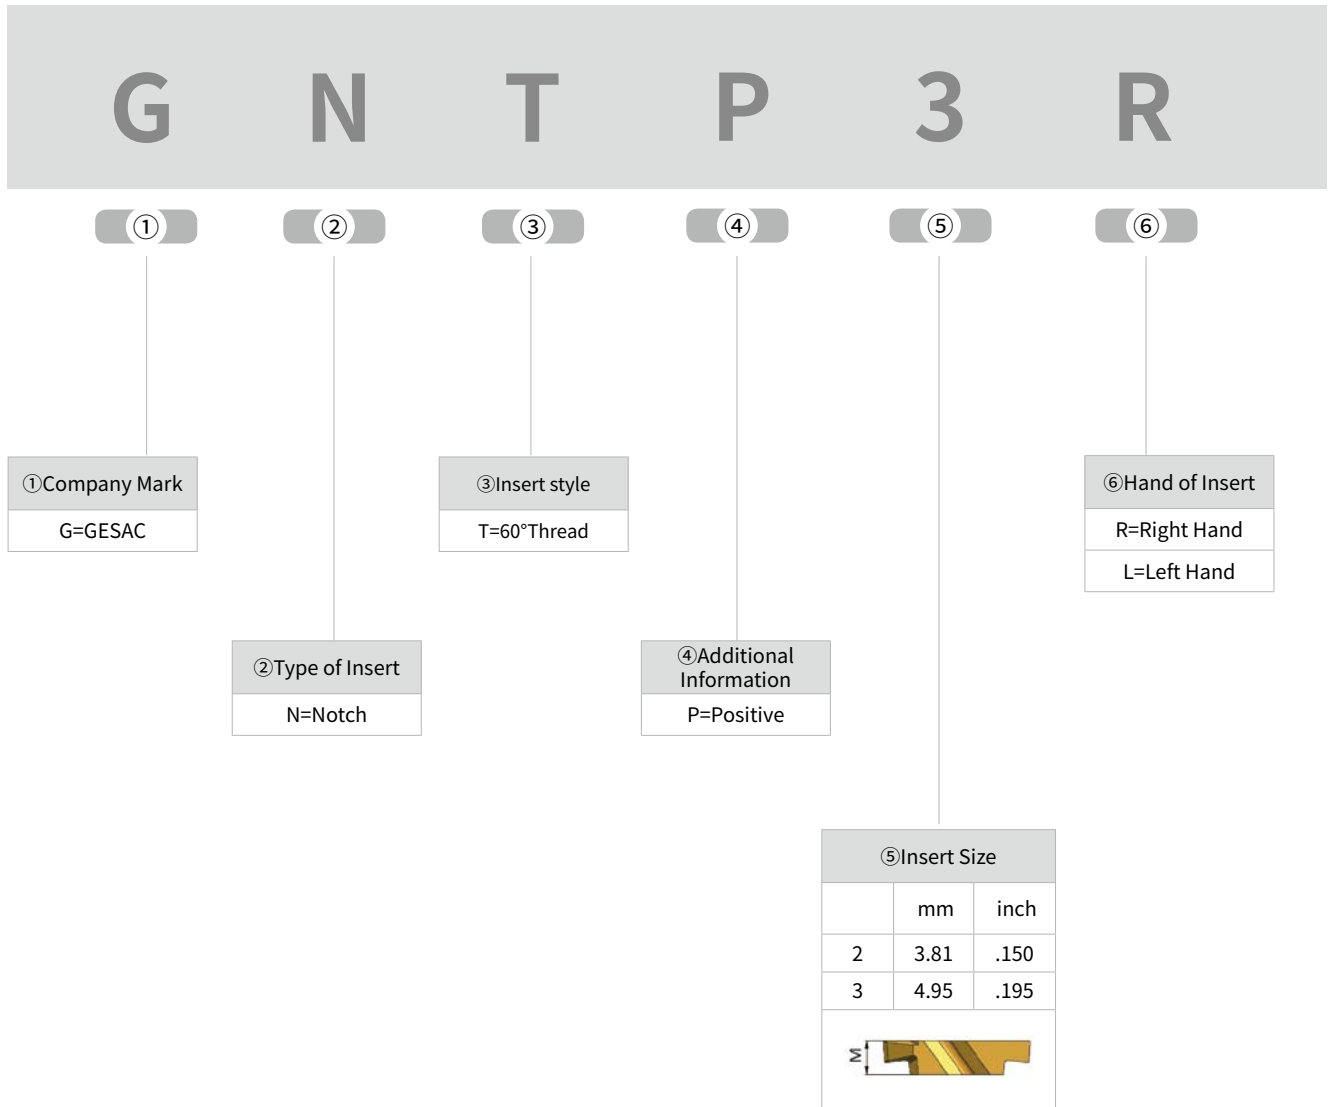 G N T P 3 R
① ② ③ ④ ⑤ ⑥
①Company Mark
G=GESAC
②Type of Insert
N=Notch
③Insert style
T=60°Thread
④Additional
Information
P=Positive
⑤Insert Size
mm inch
2 3.81 .150
3 4.95 .195
M
⑥Hand of Insert
R=Right Hand
L=Left Hand